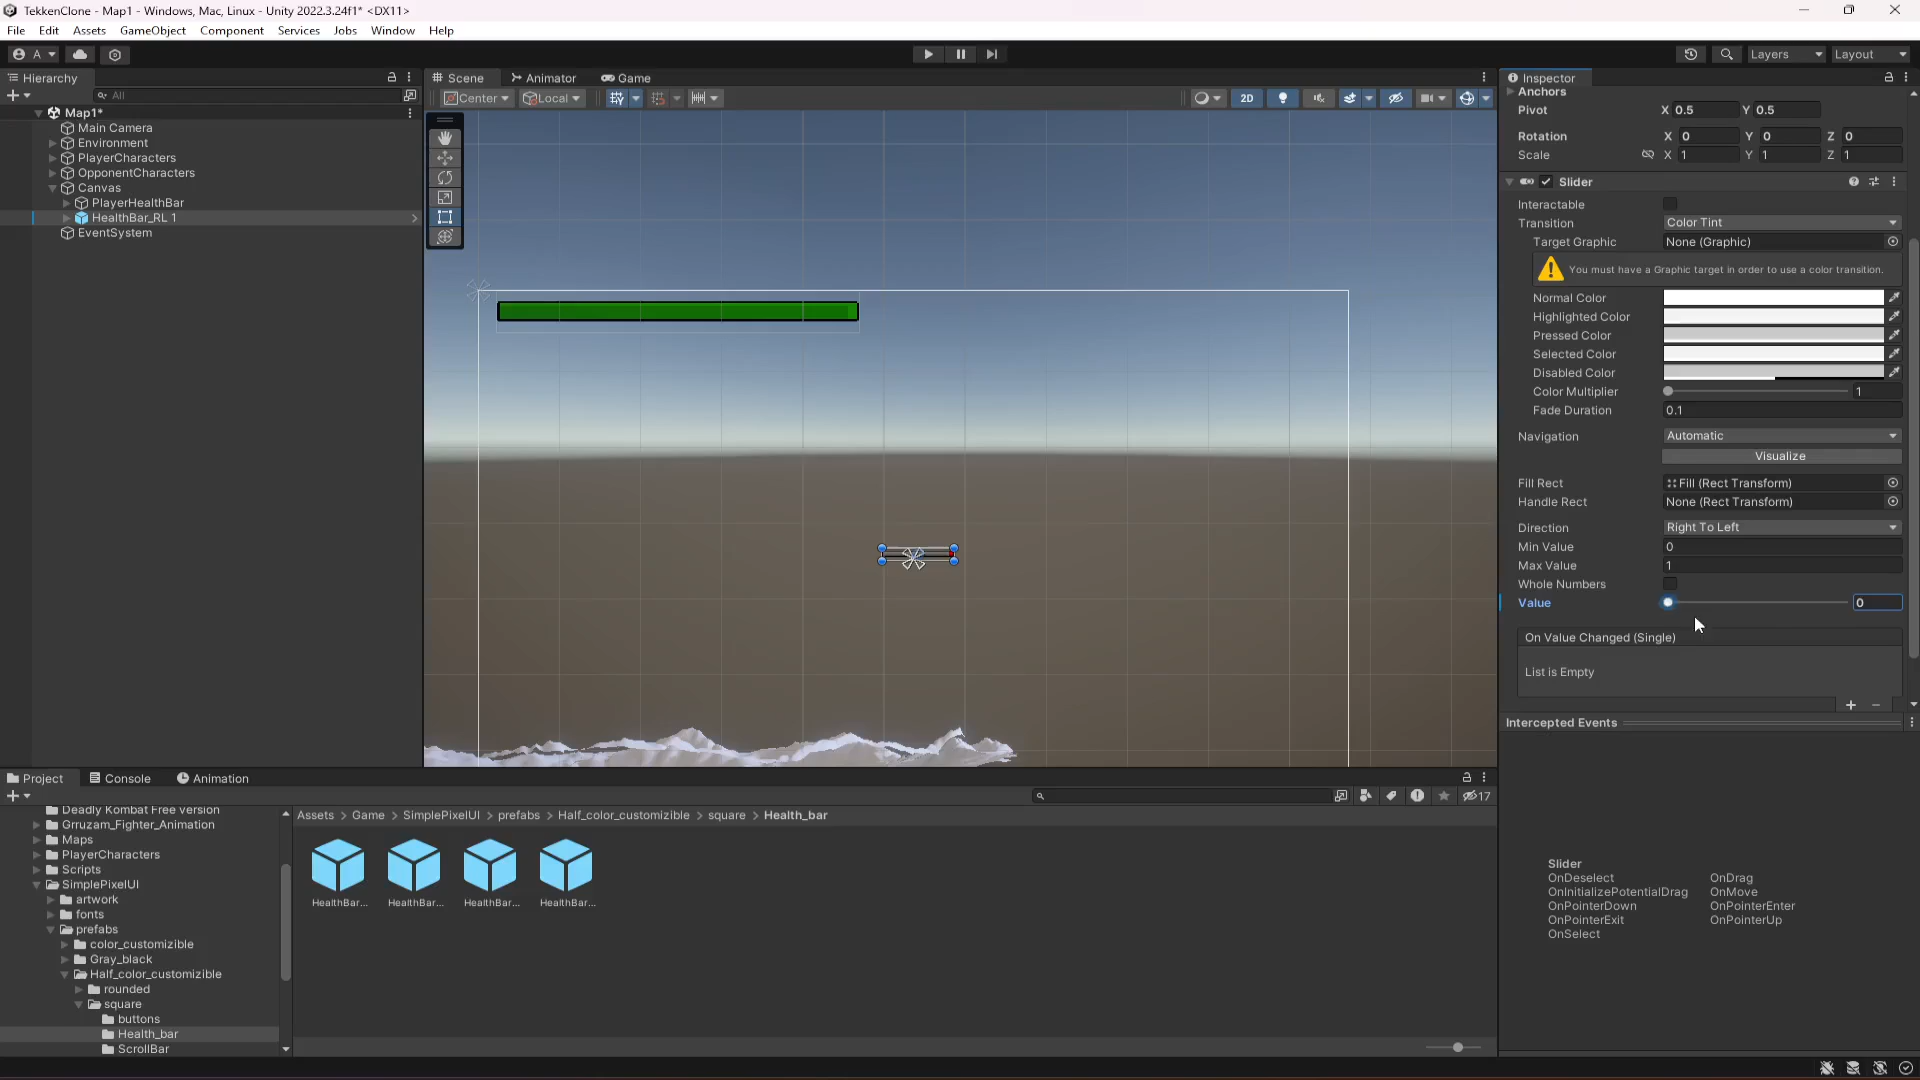 TekkenClone - Map1 - Windows, Mac, Linux - Unity 2022.3.24f1* <DX11>
File Edit Assets GameObject Component Services Jobs Window Help
A
Layers Layout
Hierarchy
All
Map1*
Main Camera
Environment
PlayerCharacters
OpponentCharacters
Canvas
PlayerHealthBar
HealthBar_RL 1
EventSystem
Scene Animator Game
Center Local 2D
Inspector
Anchors
Pivot X 0.5 Y 0.5
Rotation X 0 Y 0 Z 0
Scale X 1 Y 1 Z 1
Slider
Interactable
Transition Color Tint
Target Graphic None (Graphic)
You must have a Graphic target in order to use a color transition.
Normal Color
Highlighted Color
Pressed Color
Selected Color
Disabled Color
Color Multiplier 1
Fade Duration 0.1
Navigation Automatic
Visualize
Fill Rect Fill (Rect Transform)
Handle Rect None (Rect Transform)
Direction Right To Left
Min Value 0
Max Value 1
Whole Numbers
Value 0
On Value Changed (Single)
List is Empty
Intercepted Events
Slider
OnDeselect OnDrag
OnInitializePotentialDrag OnMove
OnPointerDown OnPointerEnter
OnPointerExit OnPointerUp
OnSelect
Project Console Animation
17
Deadly Kombat Free version
Grruzam_Fighter_Animation
Maps
PlayerCharacters
Scripts
SimplePixelUI
artwork
fonts
prefabs
color_customizible
Gray_black
Half_color_customizible
rounded
square
buttons
Health_bar
ScrollBar
Assets > Game > SimplePixelUI > prefabs > Half_color_customizible > square > Health_bar
HealthBar... HealthBar... HealthBar... HealthBar...